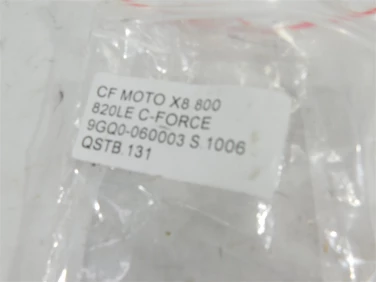 CF MOTO X8 800
820LE C-FORCE
9GQ0-060003 S.1006
QSTB.131